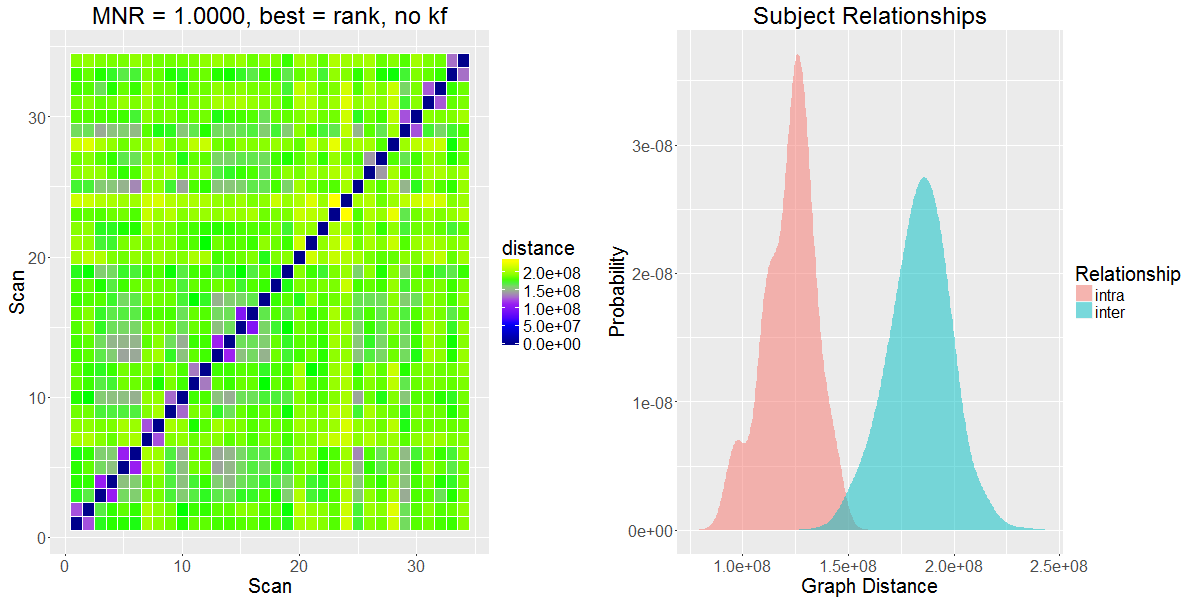 MNR = 1.0000, best = rank, no kf
Scan
30
20
10
0
0
10
20
30
Scan
distance
2.0e+08
1.5e+08
1.0e+08
5.0e+07
0.0e+00
Subject Relationships
Probability
3e-08
2e-08
1e-08
0e+00
1.0e+08
1.5e+08
2.0e+08
2.5e+08
Graph Distance
Relationship
intra
inter